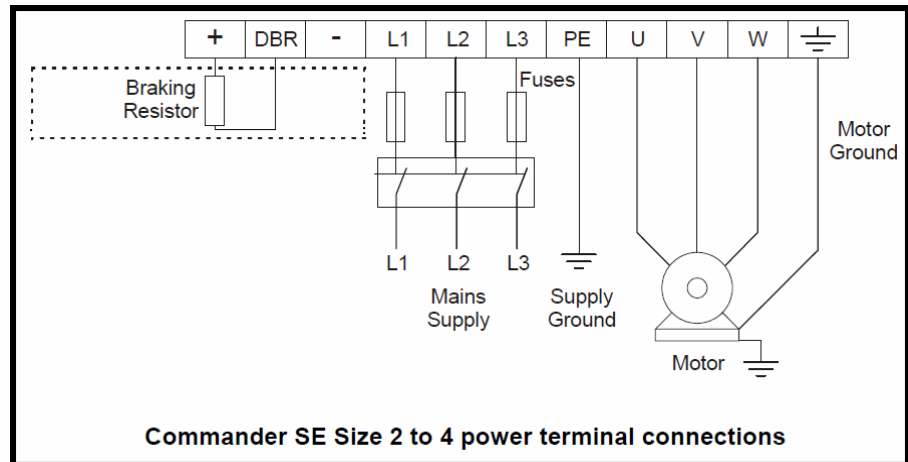 + DBR - L1 L2 L3 PE U V W
Braking
Resistor
Fuses
Motor
Ground
L1 L2 L3
Mains
Supply
Supply
Ground
Motor
Commander SE Size 2 to 4 power terminal connections